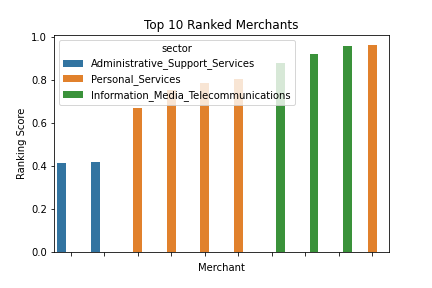 Top 10 Ranked Merchants
sector
Administrative_Support_Services
Personal_Services
Information_Media_Telecommunications
Ranking Score
1.0
0.8
0.6
0.4
0.2
0.0
Merchant